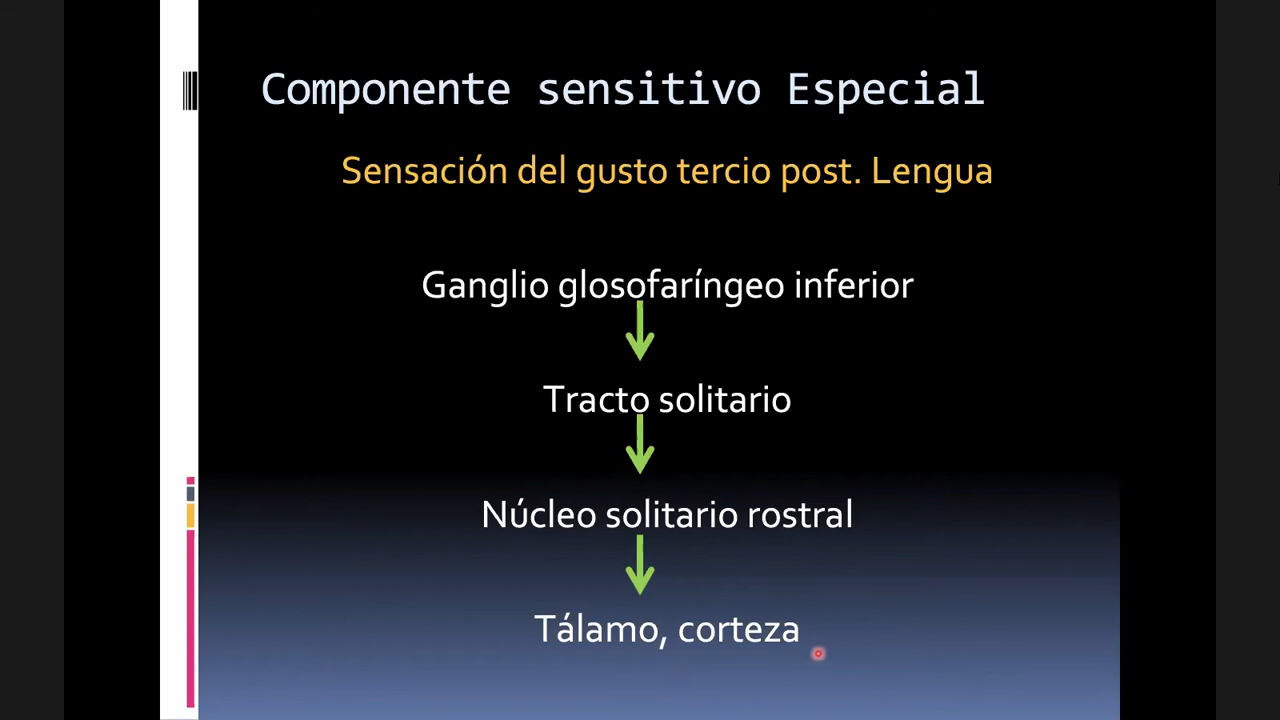 Componente sensitivo Especial
Sensación del gusto tercio post. Lengua
Ganglio glosofaríngeo inferior
Tracto solitario
Núcleo solitario rostral
Tálamo, corteza